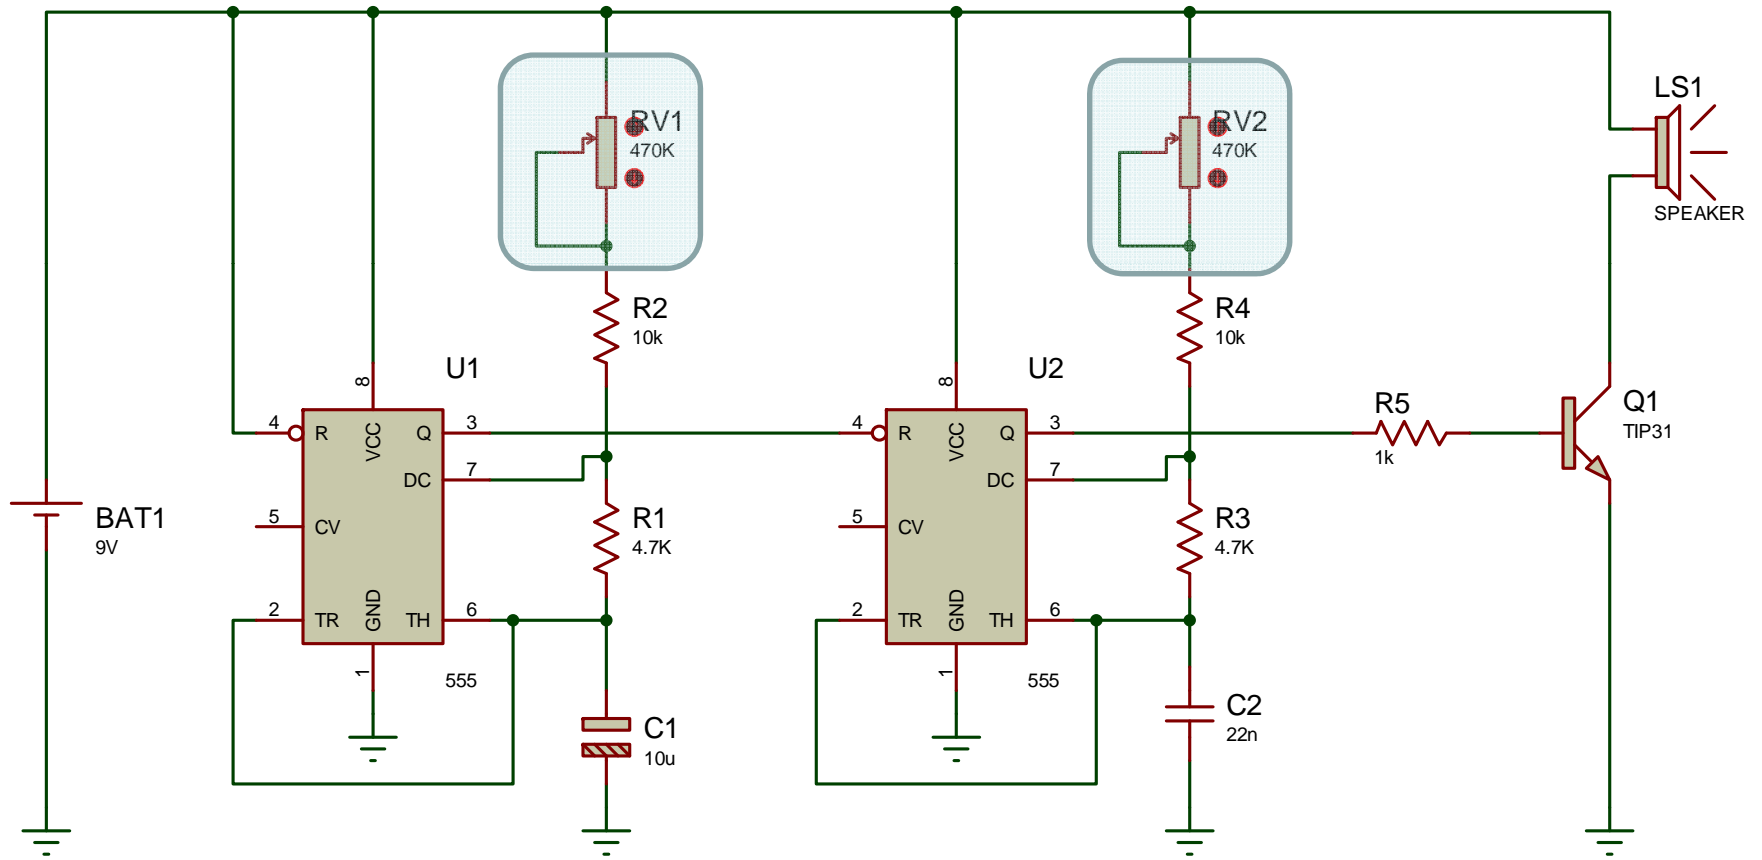 RV1
470K
RV2
470K
LS1
SPEAKER
R2
10k
R4
10k
U1
8
4
R
VCC
Q
3
DC
7
5
CV
2
TR
GND
TH
6
1
555
U2
8
4
R
VCC
Q
3
DC
7
5
CV
2
TR
GND
TH
6
1
555
R5
1k
Q1
TIP31
BAT1
9V
R1
4.7K
R3
4.7K
C1
10u
C2
22n